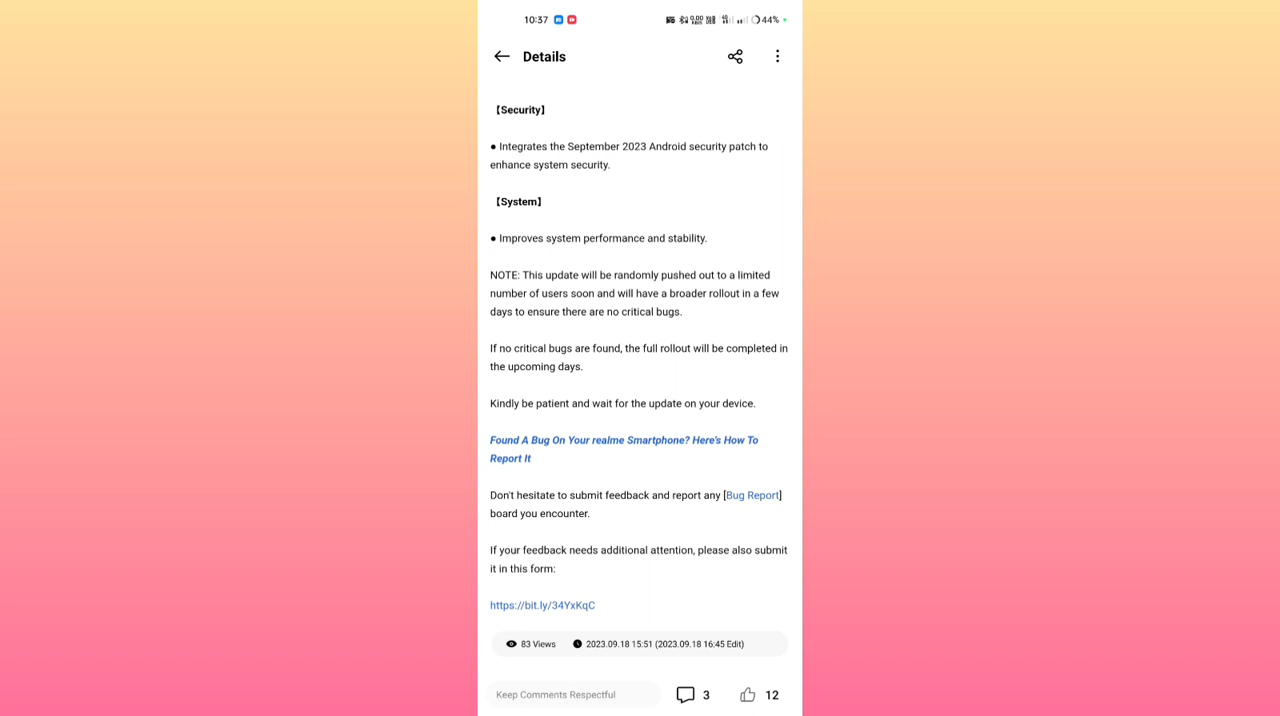 10:37
44%
Details
【Security】
● Integrates the September 2023 Android security patch to
enhance system security.
【System】
● Improves system performance and stability.
NOTE: This update will be randomly pushed out to a limited
number of users soon and will have a broader rollout in a few
days to ensure there are no critical bugs.
If no critical bugs are found, the full rollout will be completed in
the upcoming days.
Kindly be patient and wait for the update on your device.
Found A Bug On Your realme Smartphone? Here's How To
Report It
Don't hesitate to submit feedback and report any [Bug Report]
board you encounter.
If your feedback needs additional attention, please also submit
it in this form:
https://bit.ly/34YxKqC
83 Views 2023.09.18 15:51 (2023.09.18 16:45 Edit)
Keep Comments Respectful 3 12